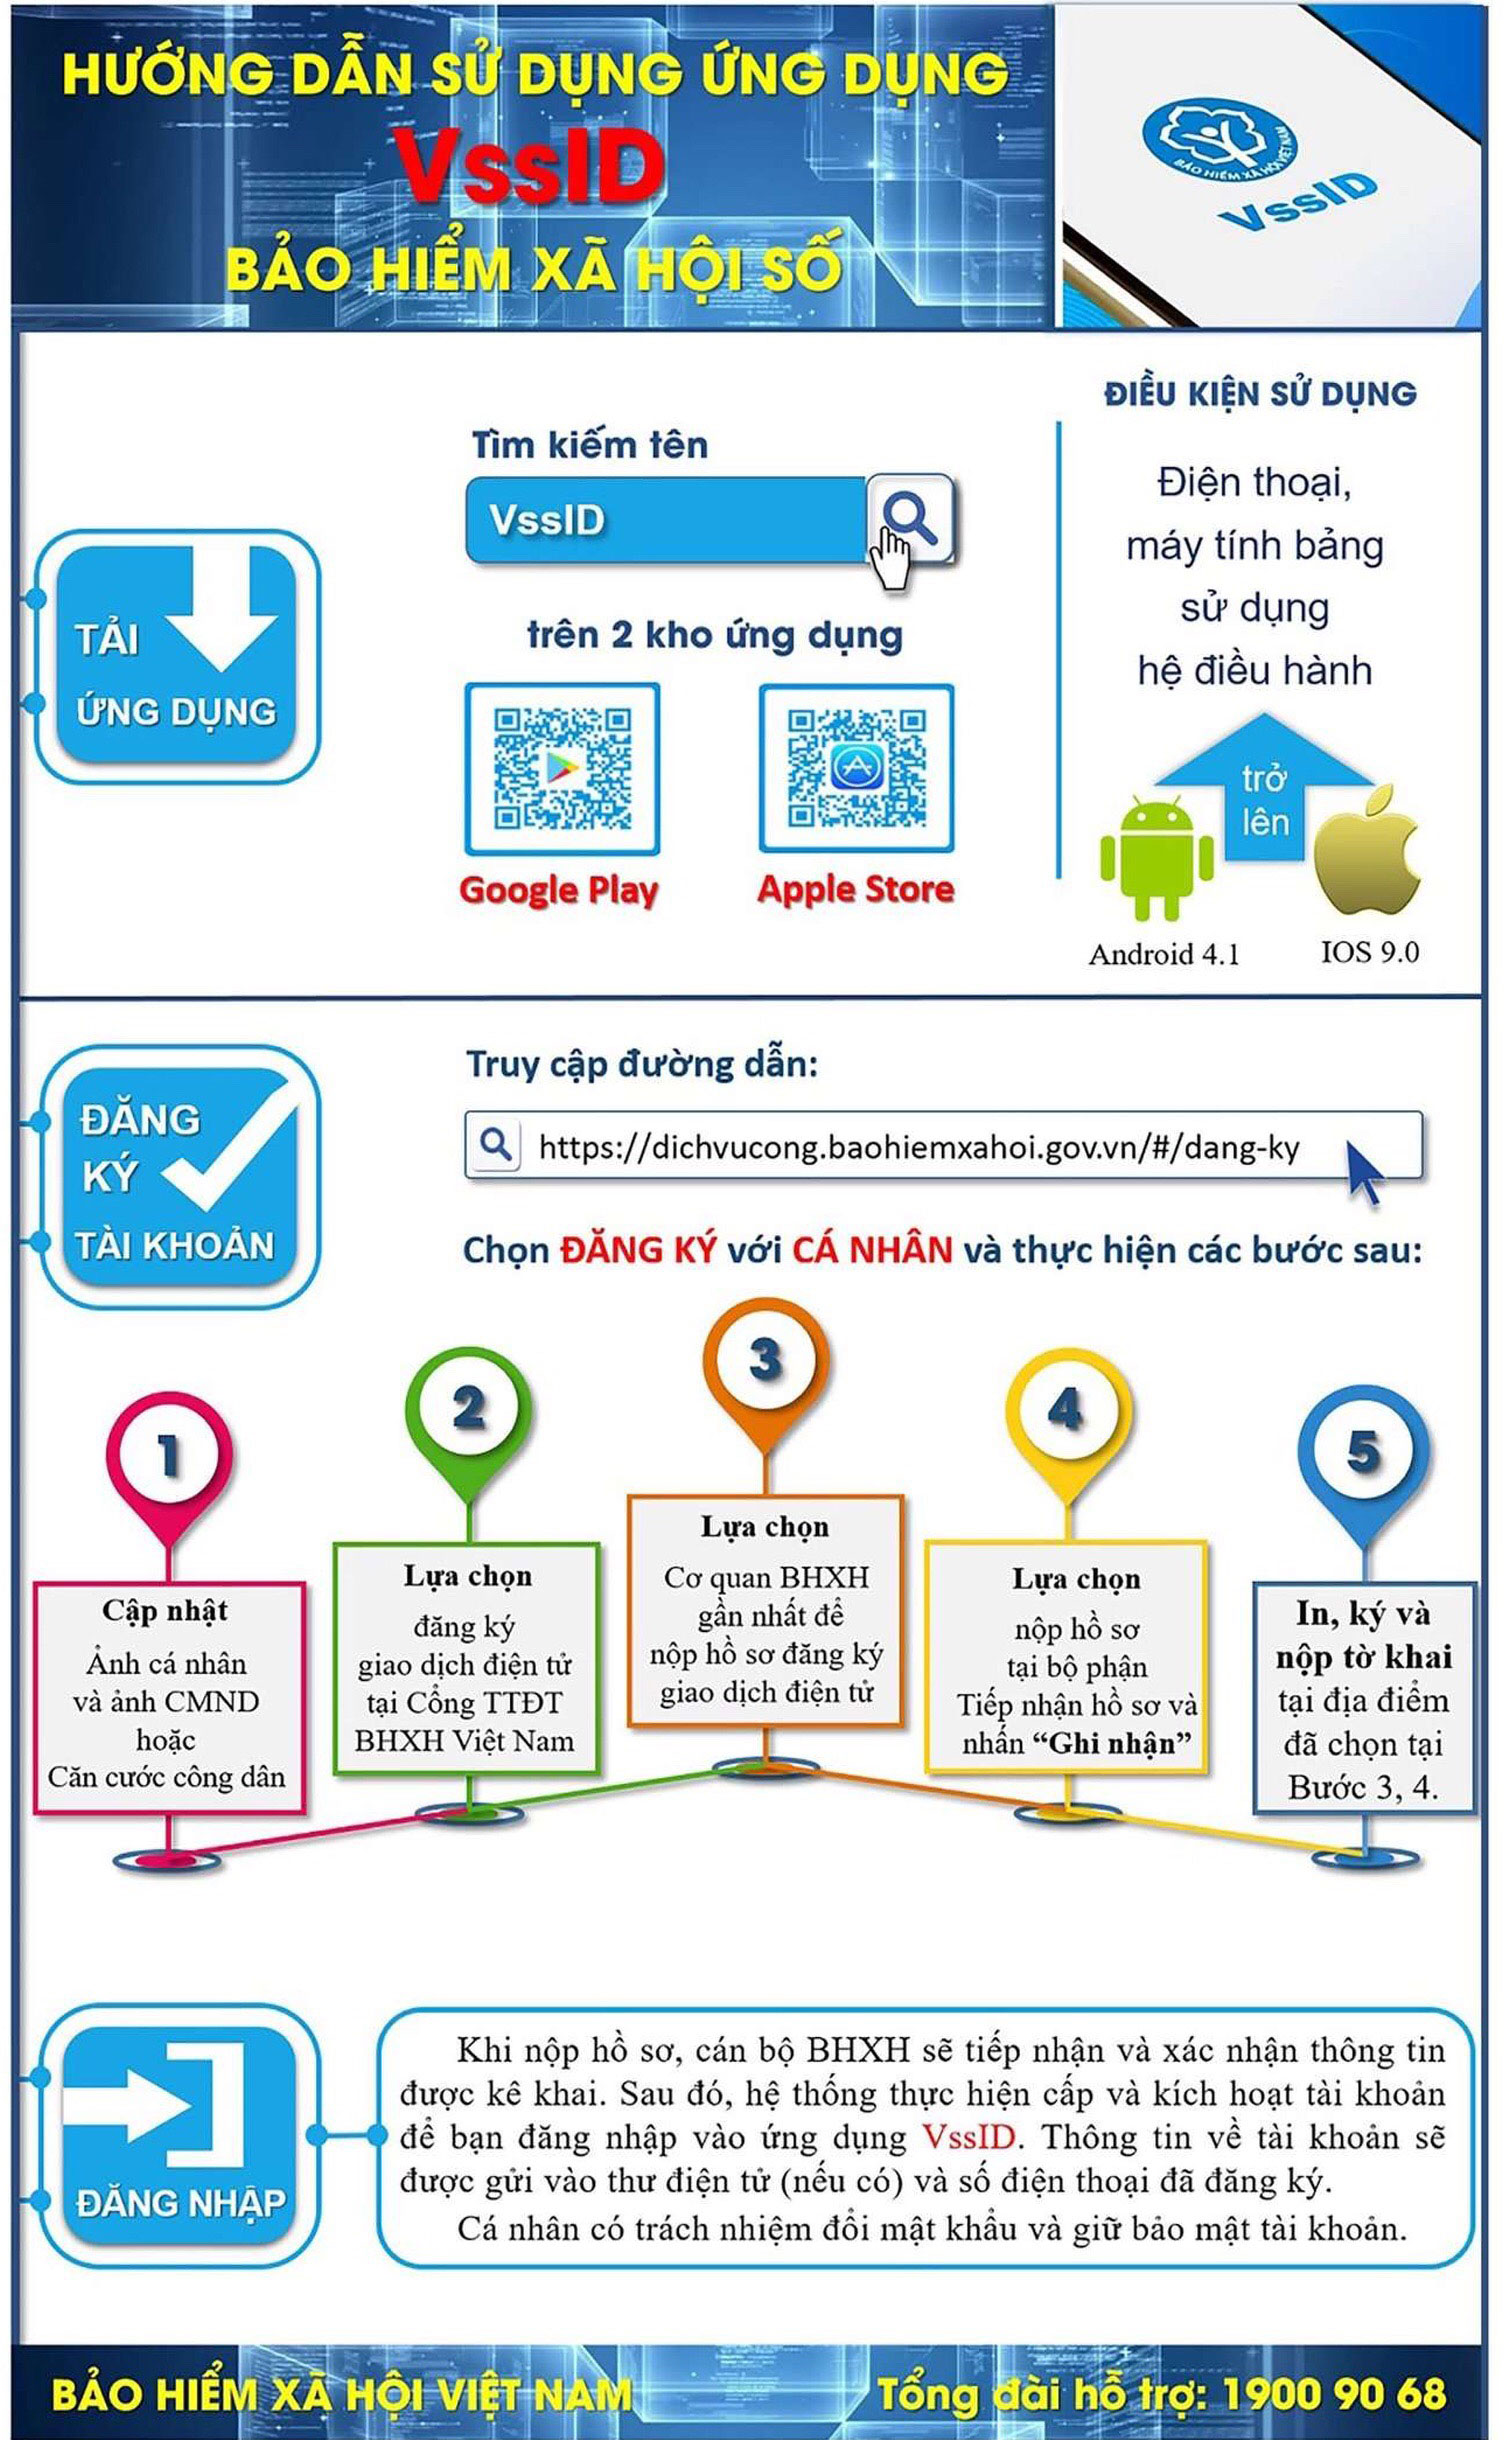 HƯỚNG DẪN SỬ DỤNG ỨNG DỤNG
VssID
BẢO HIỂM XÃ HỘI SỐ
BẢO HIỂM XÃ HỘI VIỆT NAM
VssID
TẢI
ỨNG DỤNG
Tìm kiếm tên
VssID
trên 2 kho ứng dụng
Google Play
Apple Store
ĐIỀU KIỆN SỬ DỤNG
Điện thoại,
máy tính bảng
sử dụng
hệ điều hành
trở
lên
Android 4.1
IOS 9.0
ĐĂNG
KÝ
TÀI KHOẢN
Truy cập đường dẫn:
https://dichvucong.baohiemxahoi.gov.vn/#/dang-ky
Chọn ĐĂNG KÝ với CÁ NHÂN và thực hiện các bước sau:
1
Cập nhật
Ảnh cá nhân
và ảnh CMND
hoặc
Căn cước công dân
2
Lựa chọn
đăng ký
giao dịch điện tử
tại Cổng TTĐT
BHXH Việt Nam
3
Lựa chọn
Cơ quan BHXH
gần nhất để
nộp hồ sơ đăng ký
giao dịch điện tử
4
Lựa chọn
nộp hồ sơ
tại bộ phận
Tiếp nhận hồ sơ và
nhấn “Ghi nhận”
5
In, ký và
nộp tờ khai
tại địa điểm
đã chọn tại
Bước 3, 4.
ĐĂNG NHẬP
Khi nộp hồ sơ, cán bộ BHXH sẽ tiếp nhận và xác nhận thông tin
được kê khai. Sau đó, hệ thống thực hiện cấp và kích hoạt tài khoản
để bạn đăng nhập vào ứng dụng VssID. Thông tin về tài khoản sẽ
được gửi vào thư điện tử (nếu có) và số điện thoại đã đăng ký.
Cá nhân có trách nhiệm đổi mật khẩu và giữ bảo mật tài khoản.
BẢO HIỂM XÃ HỘI VIỆT NAM
Tổng đài hỗ trợ: 1900 90 68